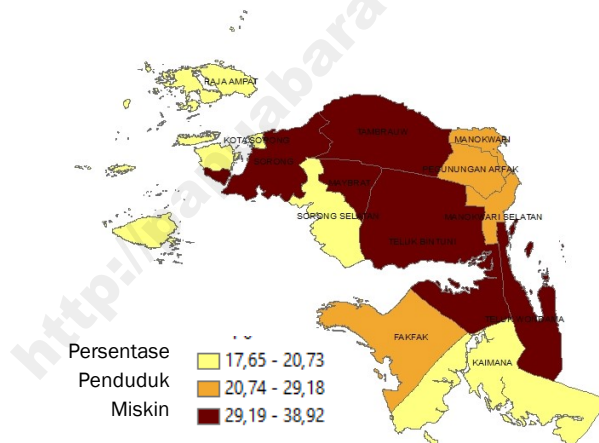 RAJA AMPAT
KOTA SORONG
SORONG
TAMBRAUW
MANOKWARI
PEGUNUNGAN ARFAK
MAYBRAT
SORONG SELATAN
MANOKWARI SELATAN
TELUK BINTUNI
TELUK WONDAMA
FAKFAK
KAIMANA
Persentase
Penduduk
Miskin
17,65 - 20,73
20,74 - 29,18
29,19 - 38,92